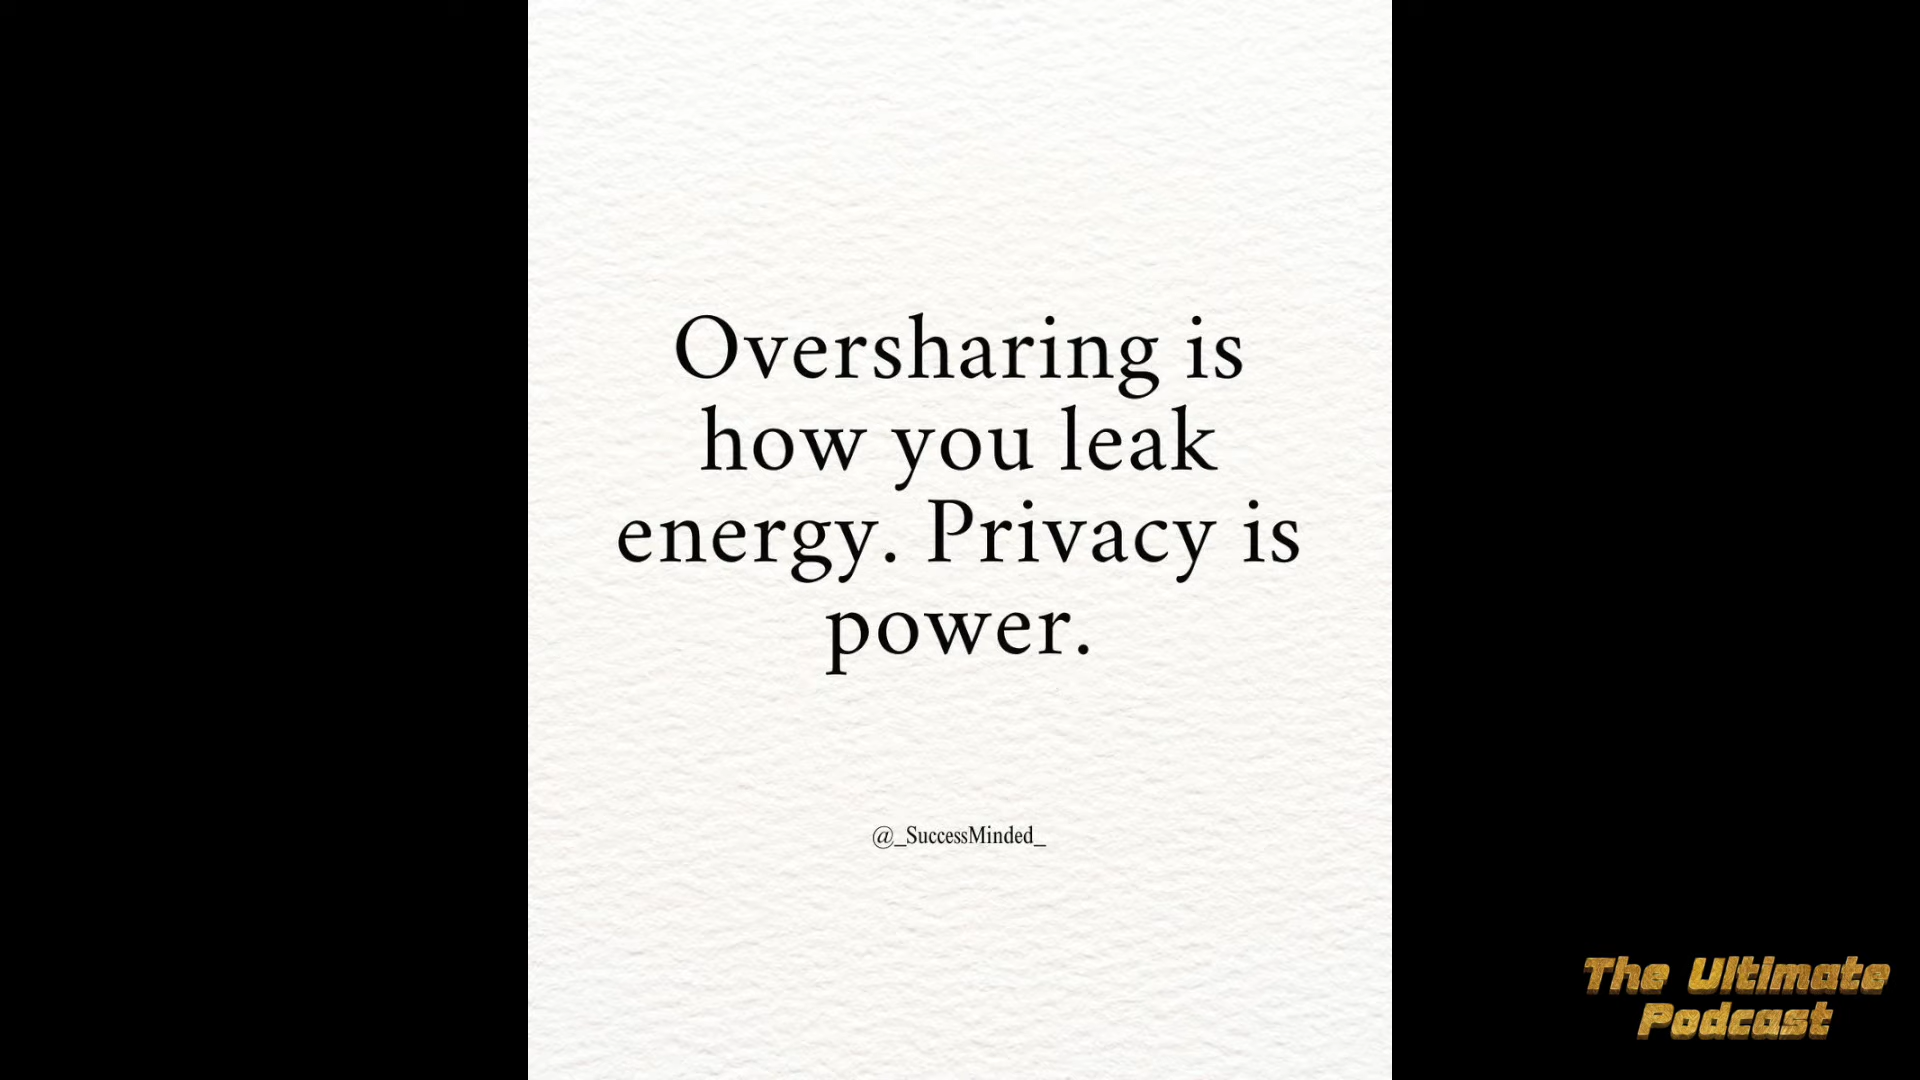 Oversharing is
how you leak
energy. Privacy is
power.
@_SuccessMinded_
The Ultimate
Podcast